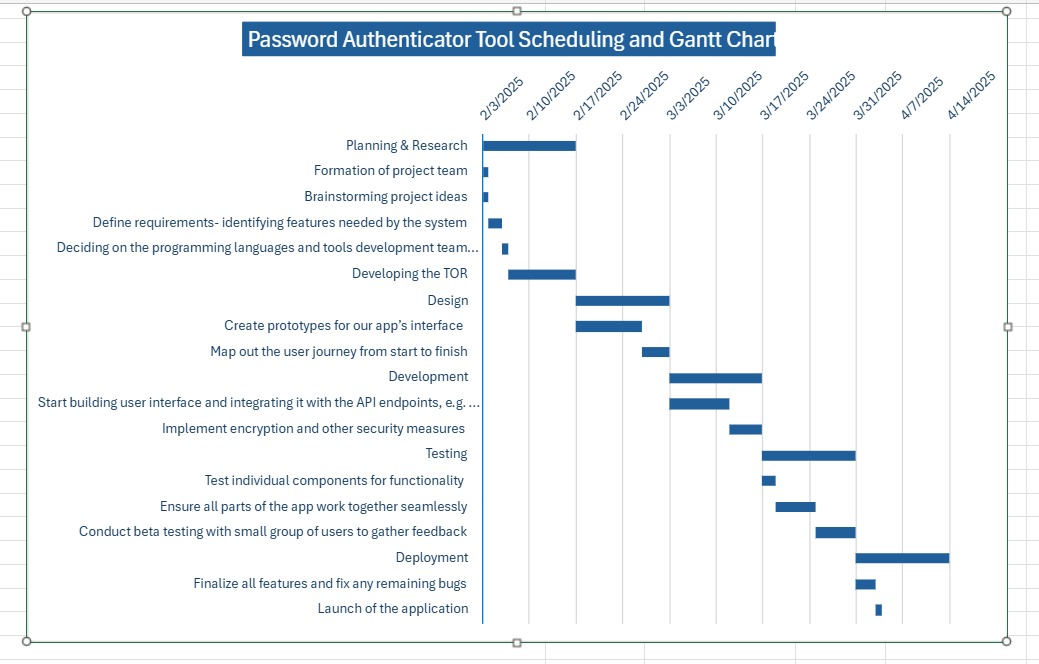 Password Authenticator Tool Scheduling and Gantt Chart
2/3/2025
2/10/2025
2/17/2025
2/24/2025
3/3/2025
3/10/2025
3/17/2025
3/24/2025
3/31/2025
4/7/2025
4/14/2025
Planning & Research
Formation of project team
Brainstorming project ideas
Define requirements- identifying features needed by the system
Deciding on the programming languages and tools development team...
Developing the TOR
Design
Create prototypes for our app’s interface
Map out the user journey from start to finish
Development
Start building user interface and integrating it with the API endpoints, e.g. ...
Implement encryption and other security measures
Testing
Test individual components for functionality
Ensure all parts of the app work together seamlessly
Conduct beta testing with small group of users to gather feedback
Deployment
Finalize all features and fix any remaining bugs
Launch of the application